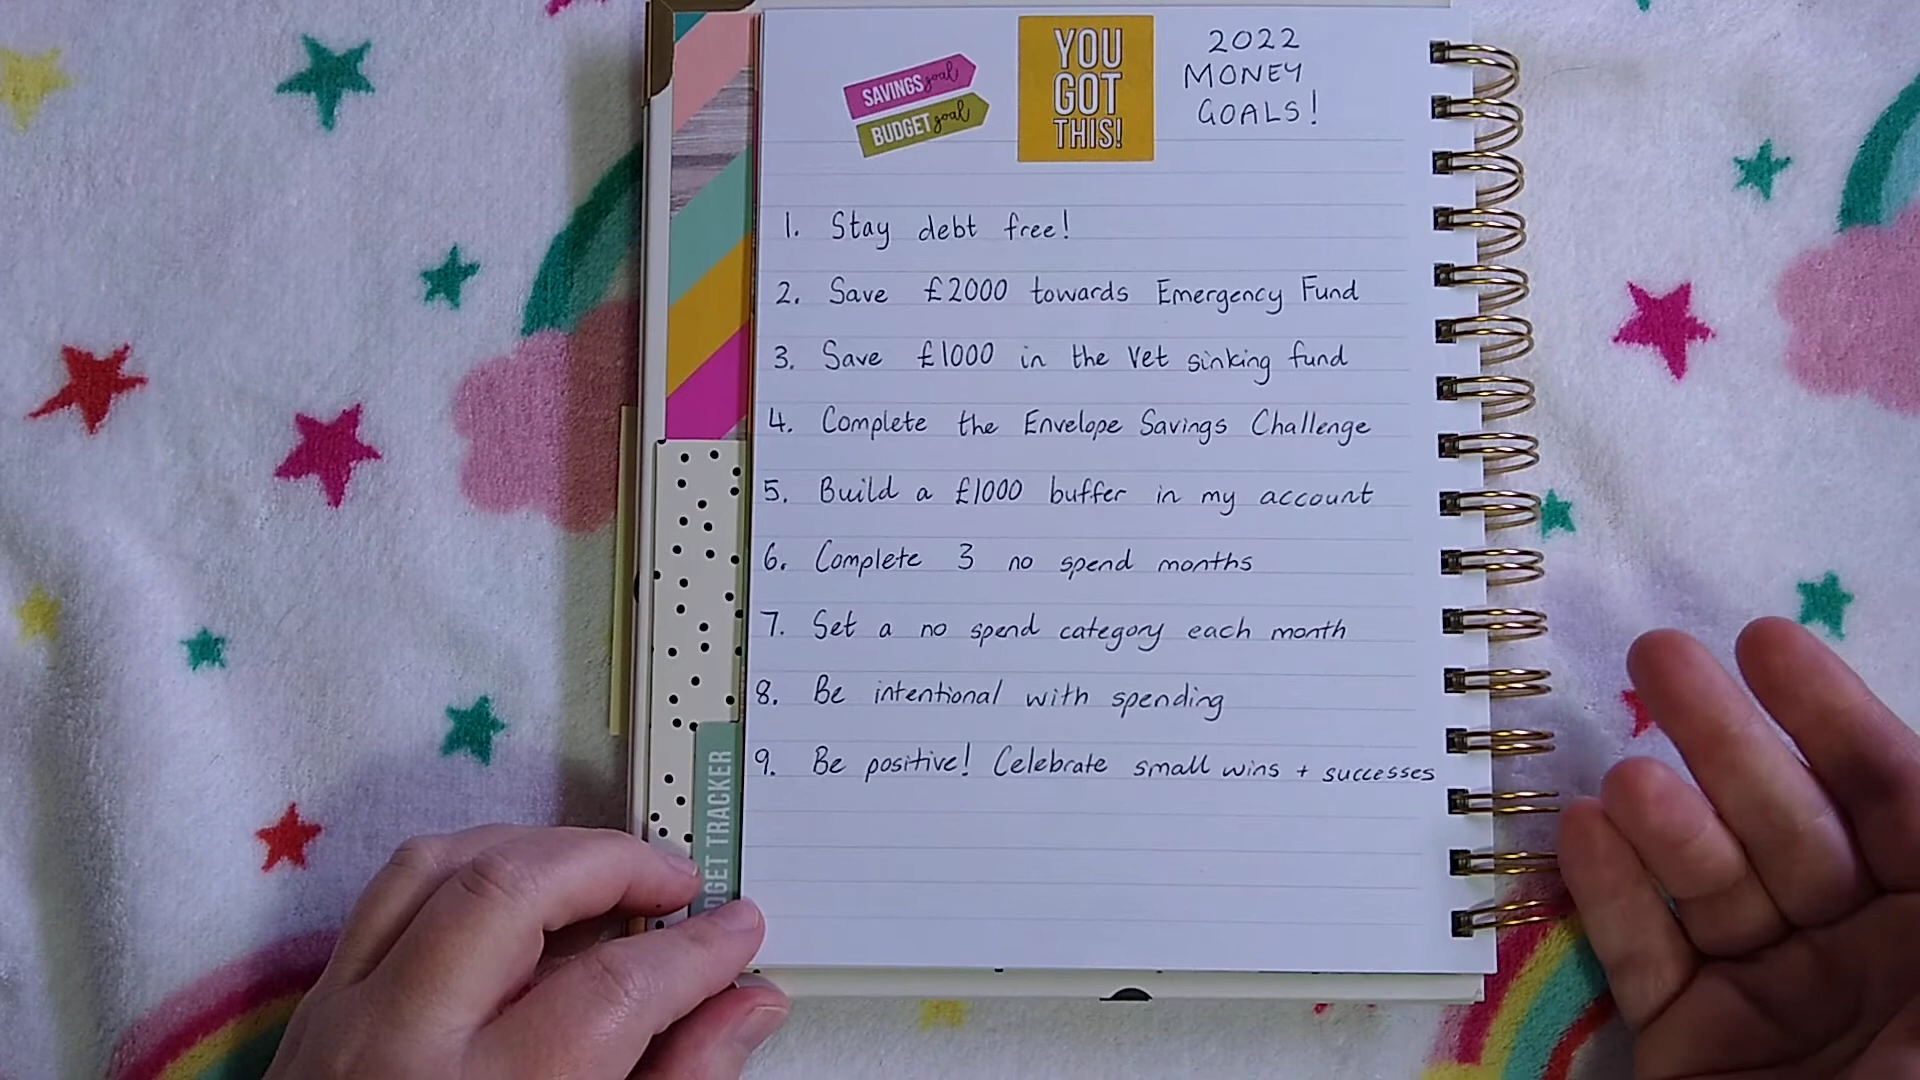 SAVINGS goal
BUDGET goal
YOU
GOT
THIS!
2022
MONEY
GOALS!
1. Stay debt free!
2. Save £2000 towards Emergency Fund
3. Save £1000 in the Vet sinking fund
4. Complete the Envelope Savings Challenge
5. Build a £1000 buffer in my account
6. Complete 3 no spend months
7. Set a no spend category each month
8. Be intentional with spending
9. Be positive! Celebrate small wins + successes
DGET TRACKER